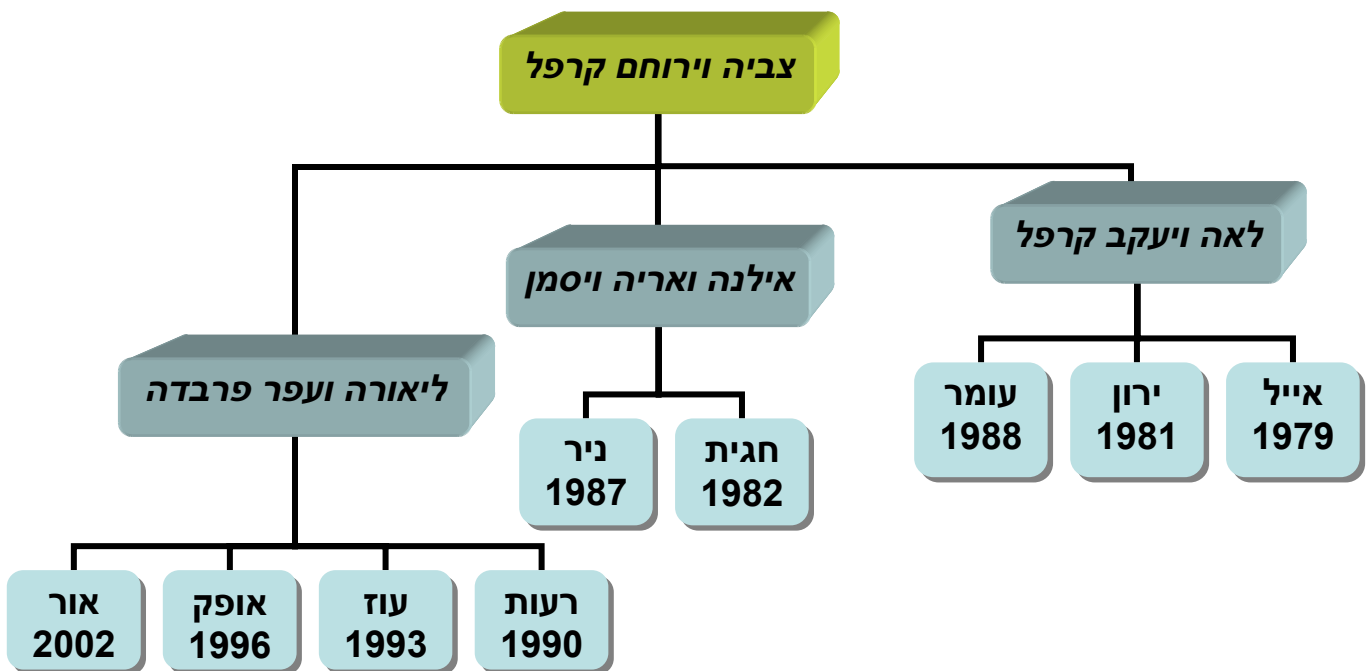 צביה וירוחם קרפל
לאה ויעקב קרפל
אילנה ואריה ויסמן
ליאורה ועפר פרבדה
אייל
1979
ירון
1981
עומר
1988
חגית
1982
ניר
1987
רעות
1990
עוז
1993
אופק
1996
אור
2002